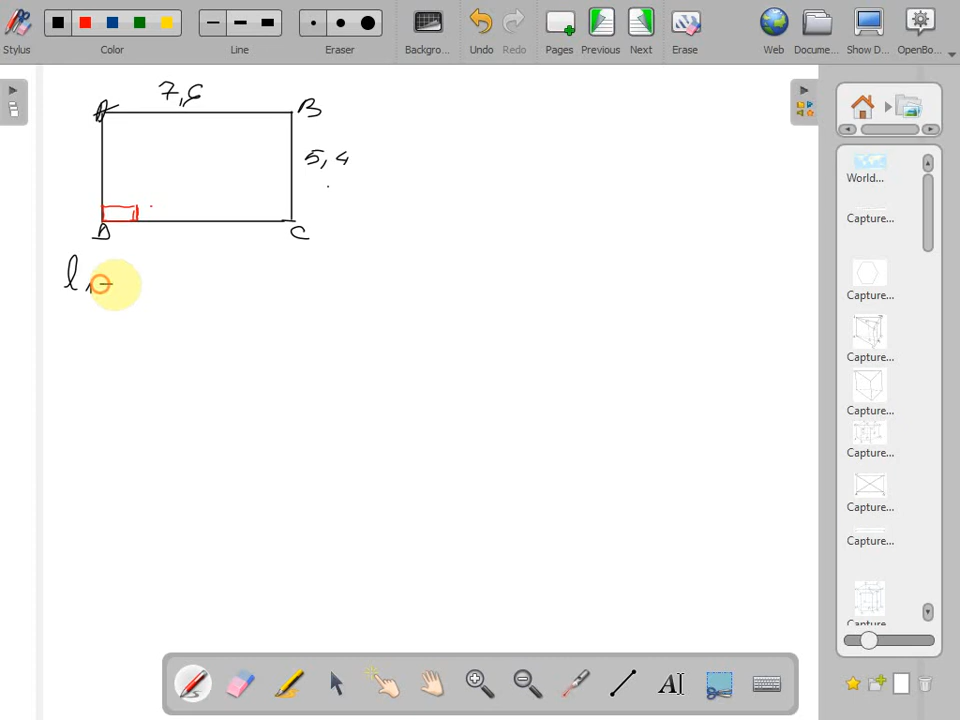 Stylus
Color
Line
Eraser
Backgro...
Undo
Redo
Pages
Previous
Next
Erase
Web
Docume...
Show D...
OpenBo...
7,6
A
B
5,4
D
C
l,
World...
Capture...
Capture...
Capture...
Capture...
Capture...
Capture...
Capture...
Capture